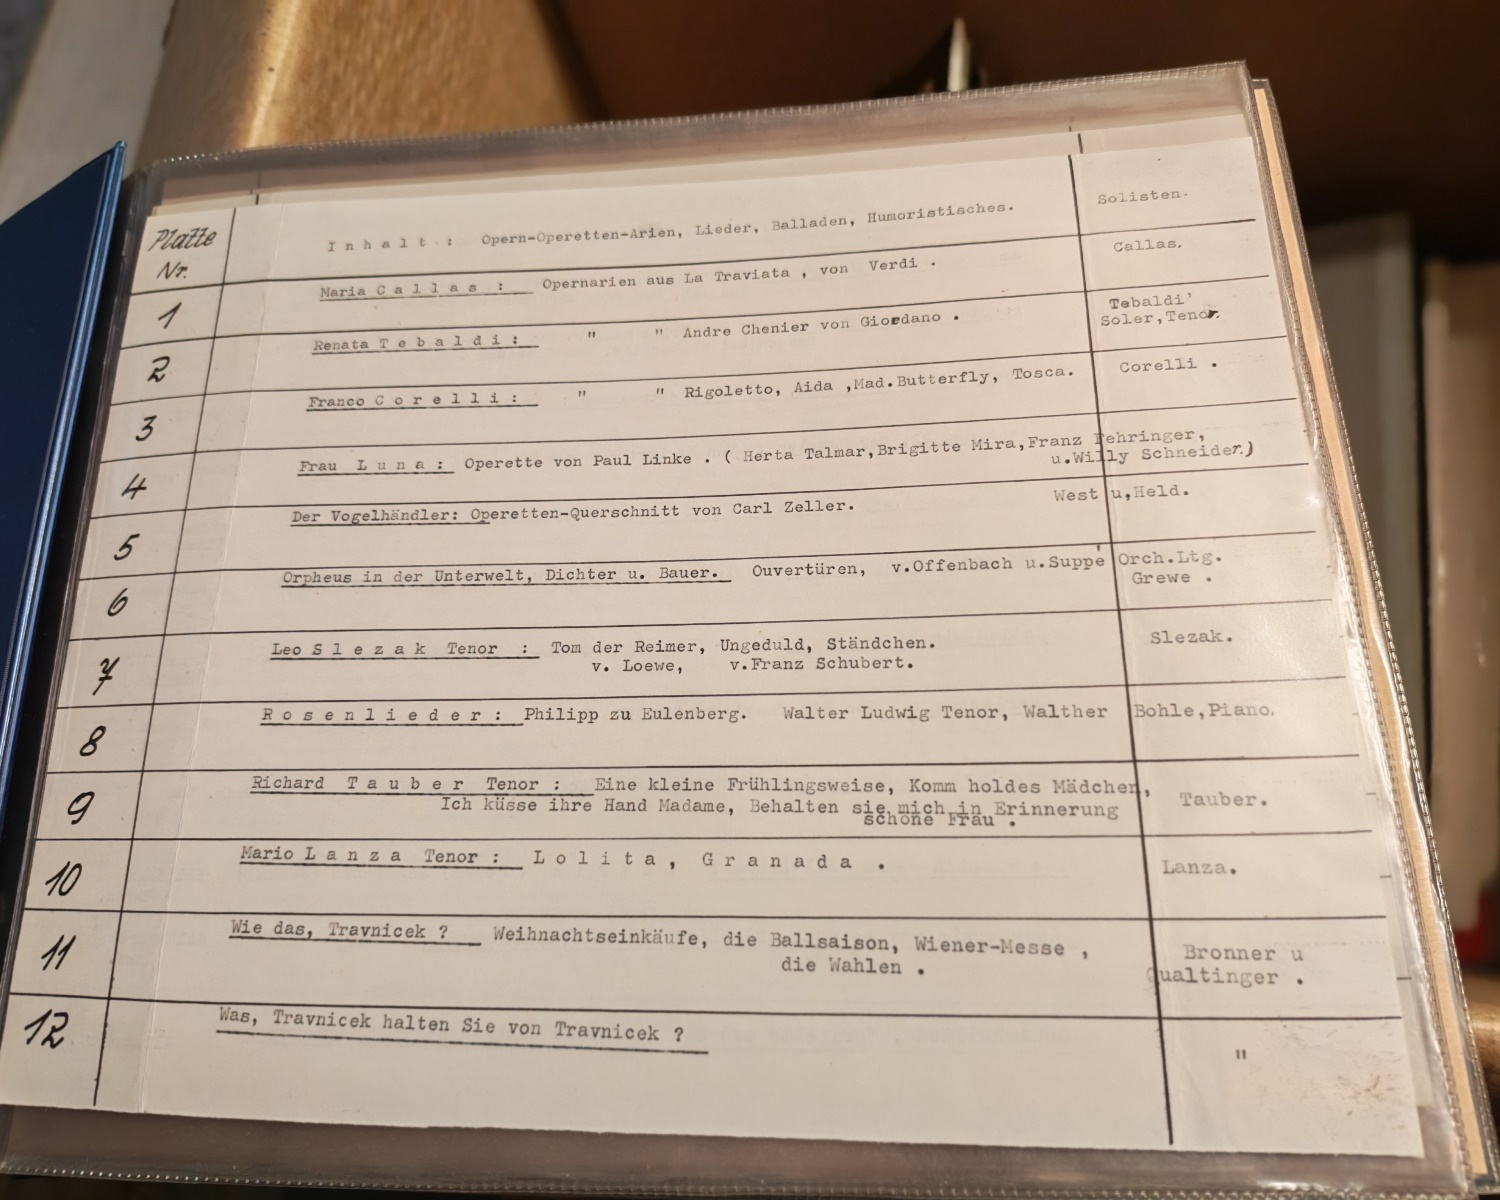 Platte Nr. Inhalt: Opern-Operetten-Arien, Lieder, Balladen, Humoristisches. Solisten.
1 Maria Callas : Opernarien aus La Traviata , von Verdi . Callas.
2 Renata Tebaldi: " " Andre Chenier von Giordano . Tebaldi'
Soler,Tenor.
3 Franco Corelli: " " Rigoletto, Aida ,Mad.Butterfly, Tosca. Corelli .
4 Frau Luna: Operette von Paul Linke . ( Herta Talmar,Brigitte Mira,Franz Fehringer,
u.Willy Schneider.)
5 Der Vogelhändler: Operetten-Querschnitt von Carl Zeller. West u,Held.
6 Orpheus in der Unterwelt, Dichter u. Bauer. Ouvertüren, v.Offenbach u.Suppe' Orch.Ltg.
Grewe .
7 Leo Slezak Tenor : Tom der Reimer, Ungeduld, Ständchen. Slezak.
v. Loewe, v.Franz Schubert.
8 Rosenlieder: Philipp zu Eulenberg. Walter Ludwig Tenor, Walther Bohle,Piano.
9 Richard Tauber Tenor : Eine kleine Frühlingsweise, Komm holdes Mädchen, Tauber.
Ich küsse ihre Hand Madame, Behalten sie mich in Erinnerung
schöne Frau .
10 Mario Lanza Tenor : Lolita, Granada . Lanza.
11 Wie das, Travnicek ? Weihnachtseinkäufe, die Ballsaison, Wiener-Messe , Bronner u
die Wahlen . Qualtinger .
12 Was, Travnicek halten Sie von Travnicek ? "